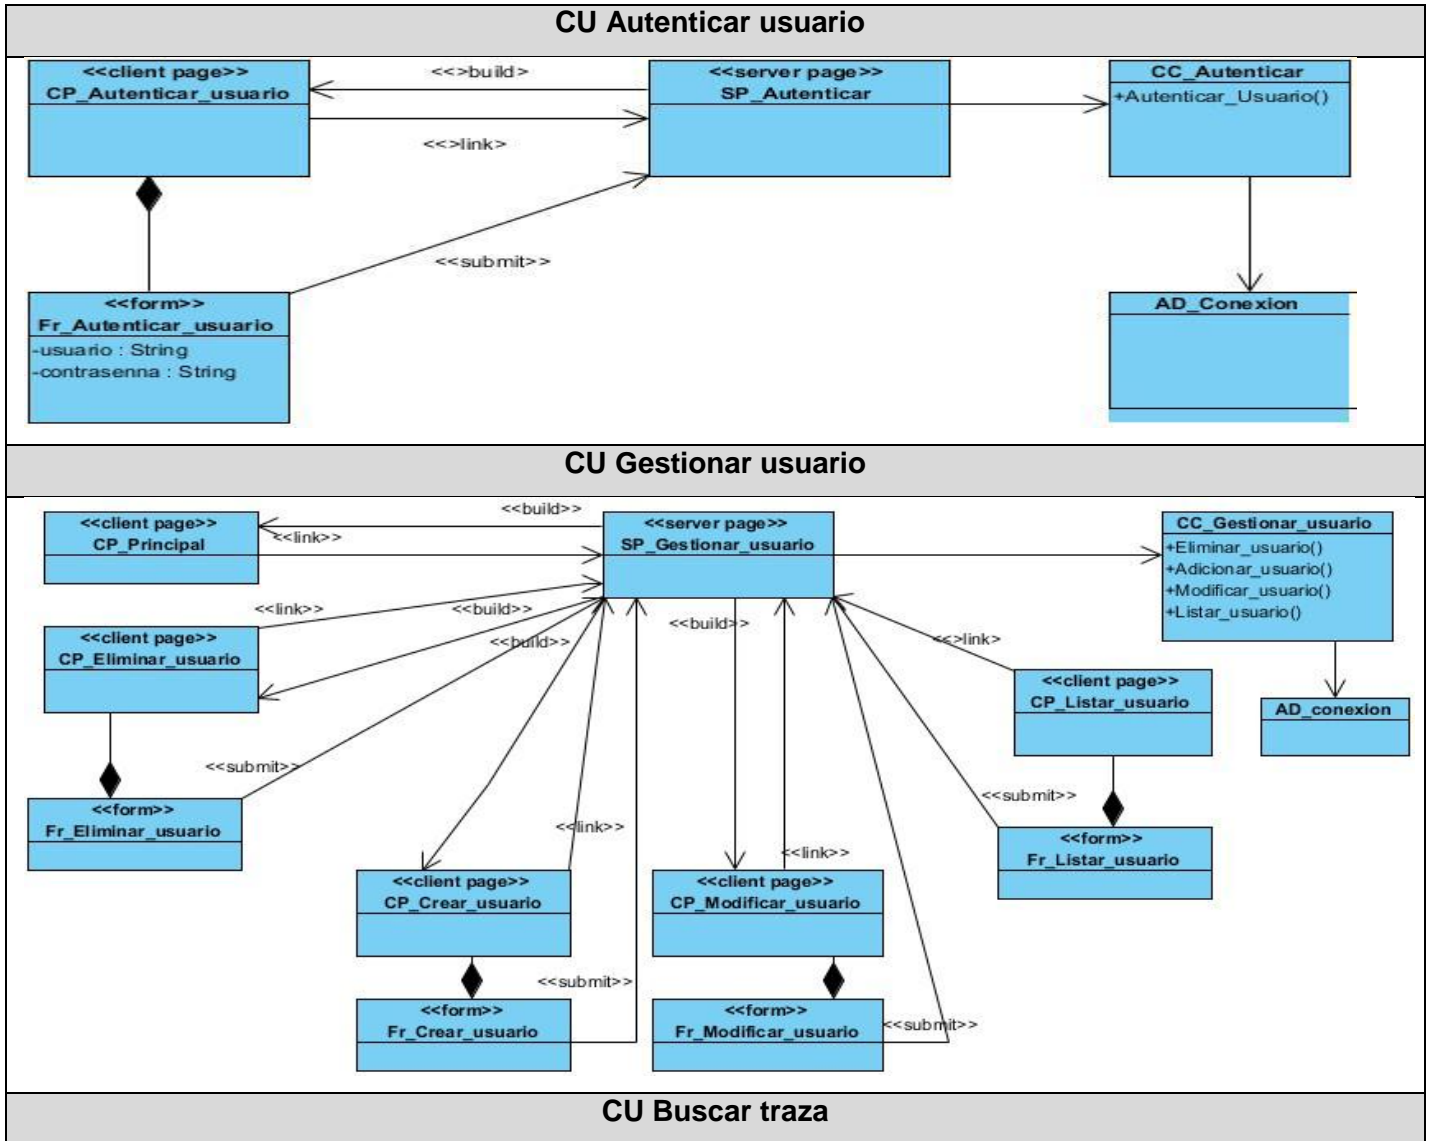 CU Autenticar usuario
<<client page>>
CP_Autenticar_usuario
<<>build>
<<>link>
<<server page>>
SP_Autenticar
CC_Autenticar
+Autenticar_Usuario()
<<submit>>
<<form>>
Fr_Autenticar_usuario
-usuario : String
-contrasenna : String
AD_Conexion
CU Gestionar usuario
<<client page>>
CP_Principal
<<build>>
<<link>>
<<server page>>
SP_Gestionar_usuario
CC_Gestionar_usuario
+Eliminar_usuario()
+Adicionar_usuario()
+Modificar_usuario()
+Listar_usuario()
<<link>>
<<build>>
<<build>>
<<build>>
<<>link>
<<client page>>
CP_Eliminar_usuario
<<client page>>
CP_Listar_usuario
AD_conexion
<<submit>>
<<form>>
Fr_Eliminar_usuario
<<link>>
<<link>>
<<submit>>
<<form>>
Fr_Listar_usuario
<<client page>>
CP_Crear_usuario
<<client page>>
CP_Modificar_usuario
<<submit>>
<<form>>
Fr_Crear_usuario
<<form>>
Fr_Modificar_usuario
<<submit>>
CU Buscar traza